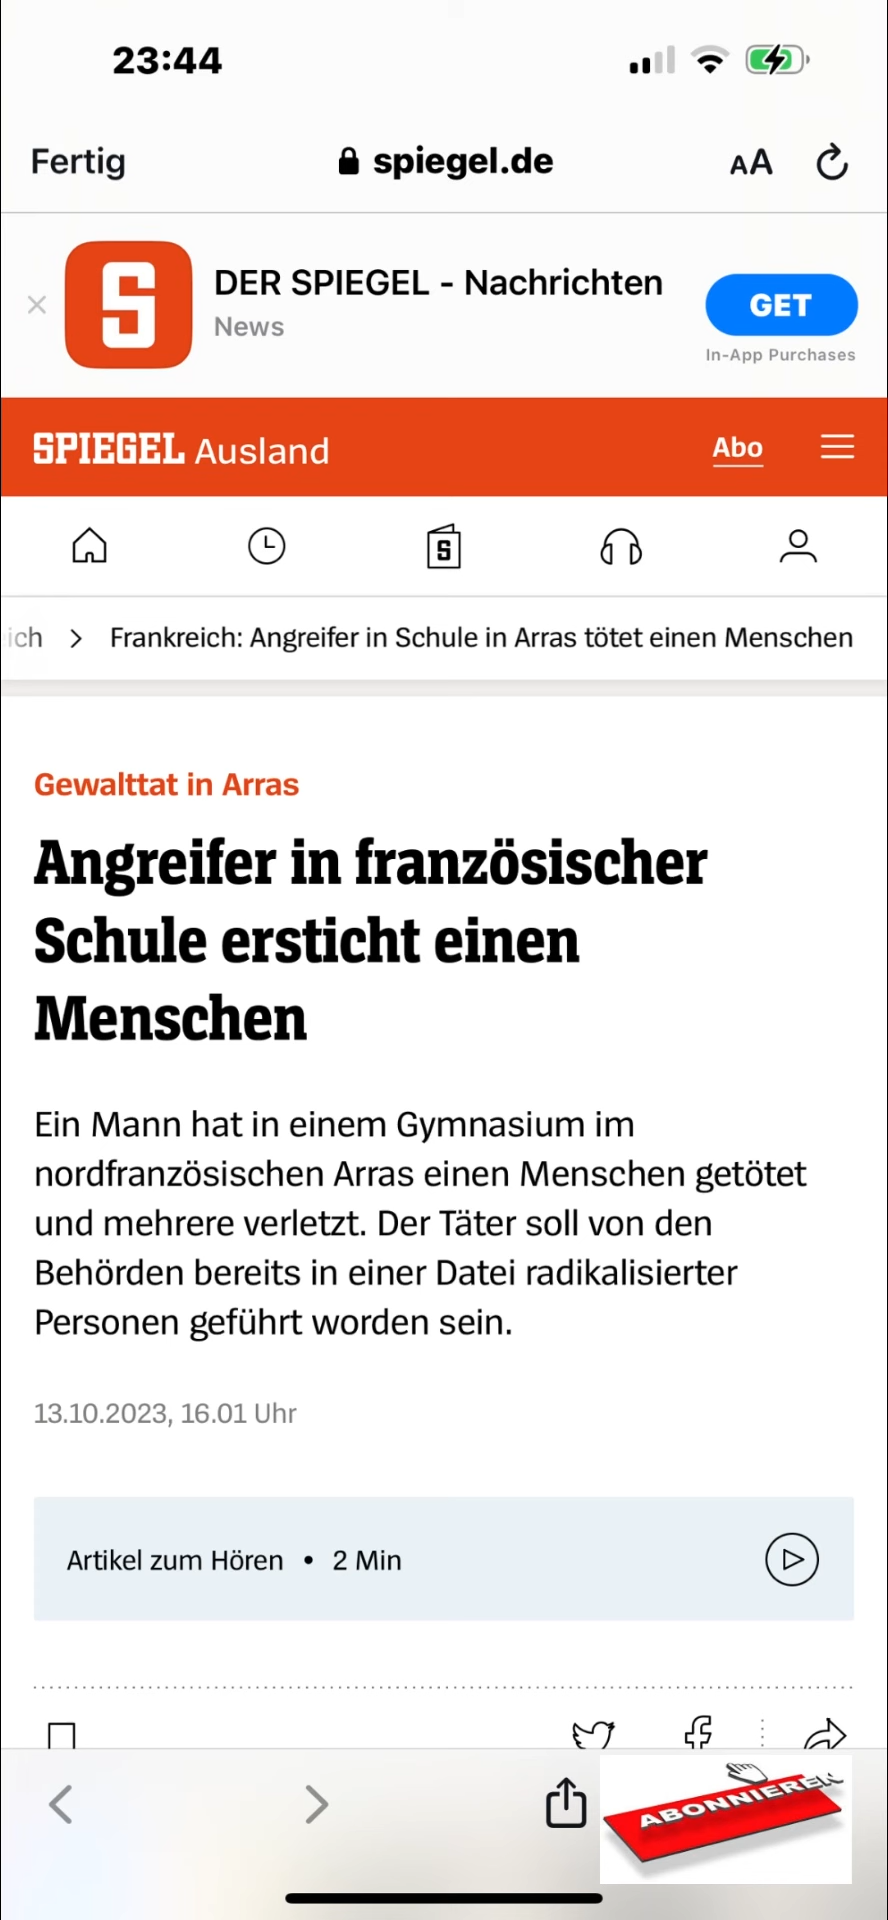 23:44
Fertig
spiegel.de
AA
DER SPIEGEL - Nachrichten
News
GET
In-App Purchases
SPIEGEL Ausland
Abo
S
ich > Frankreich: Angreifer in Schule in Arras tötet einen Menschen
Gewalttat in Arras
Angreifer in französischer
Schule ersticht einen
Menschen
Ein Mann hat in einem Gymnasium im
nordfranzösischen Arras einen Menschen getötet
und mehrere verletzt. Der Täter soll von den
Behörden bereits in einer Datei radikalisierter
Personen geführt worden sein.
13.10.2023, 16.01 Uhr
Artikel zum Hören • 2 Min
ABONNIEREN